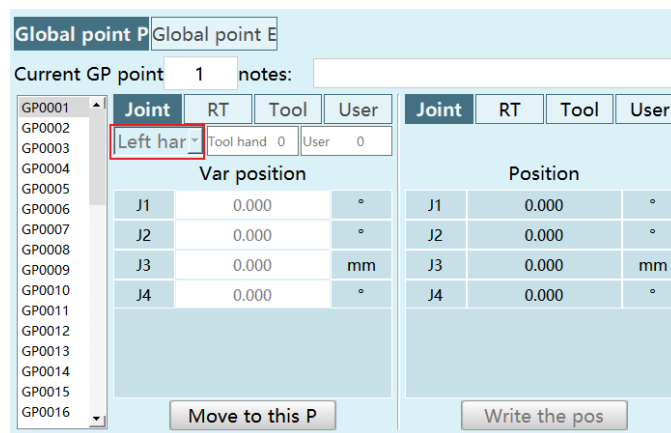 Global point P Global point E
Current GP point 1 notes:
GP0001
GP0002
GP0003
GP0004
GP0005
GP0006
GP0007
GP0008
GP0009
GP0010
GP0011
GP0012
GP0013
GP0014
GP0015
GP0016
Joint RT Tool User
Left har Tool hand 0 User 0
Var position
J1 0.000 °
J2 0.000 °
J3 0.000 mm
J4 0.000 °
Move to this P
Joint RT Tool User
Position
J1 0.000 °
J2 0.000 °
J3 0.000 mm
J4 0.000 °
Write the pos